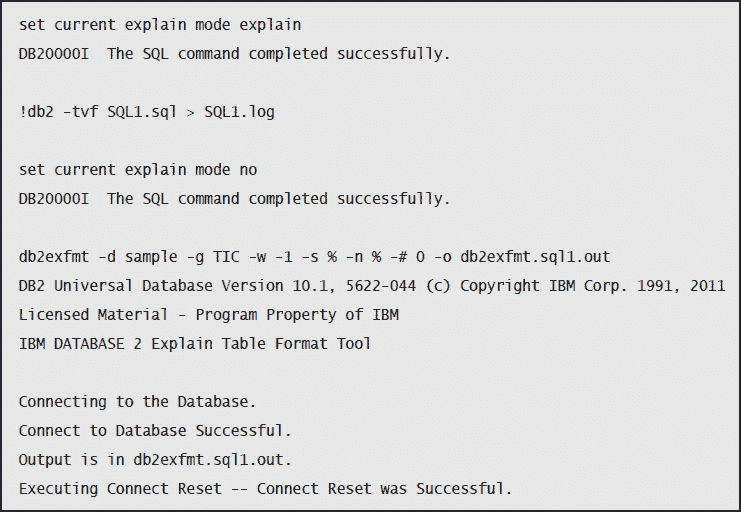 set current explain mode explain
DB20000I  The SQL command completed successfully.
!db2 -tvf SQL1.sql > SQL1.log
set current explain mode no
DB20000I  The SQL command completed successfully.
db2exfmt -d sample -g TIC -w -1 -s % -n % -# 0 -o db2exfmt.sql1.out
DB2 Universal Database Version 10.1, 5622-044 (c) Copyright IBM Corp. 1991, 2011
Licensed Material - Program Property of IBM
IBM DATABASE 2 Explain Table Format Tool
Connecting to the Database.
Connect to Database Successful.
Output is in db2exfmt.sql1.out.
Executing Connect Reset -- Connect Reset was Successful.